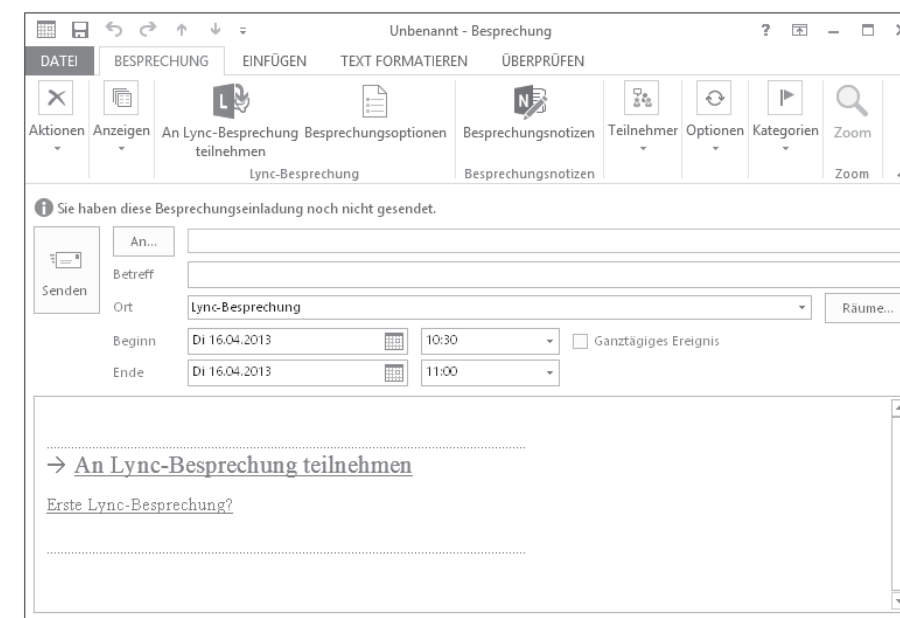 Unbenannt - Besprechung
DATEI BESPRECHUNG EINFÜGEN TEXT FORMATIEREN ÜBERPRÜFEN
Aktionen Anzeigen An Lync-Besprechung teilnehmen Besprechungsoptionen Besprechungsnotizen Teilnehmer Optionen Kategorien Zoom
Lync-Besprechung Besprechungsnotizen Zoom
Sie haben diese Besprechungseinladung noch nicht gesendet.
Senden
An...
Betreff
Ort Lync-Besprechung Räume...
Beginn Di 16.04.2013 10:30 Ganztägiges Ereignis
Ende Di 16.04.2013 11:00
→ An Lync-Besprechung teilnehmen
Erste Lync-Besprechung?